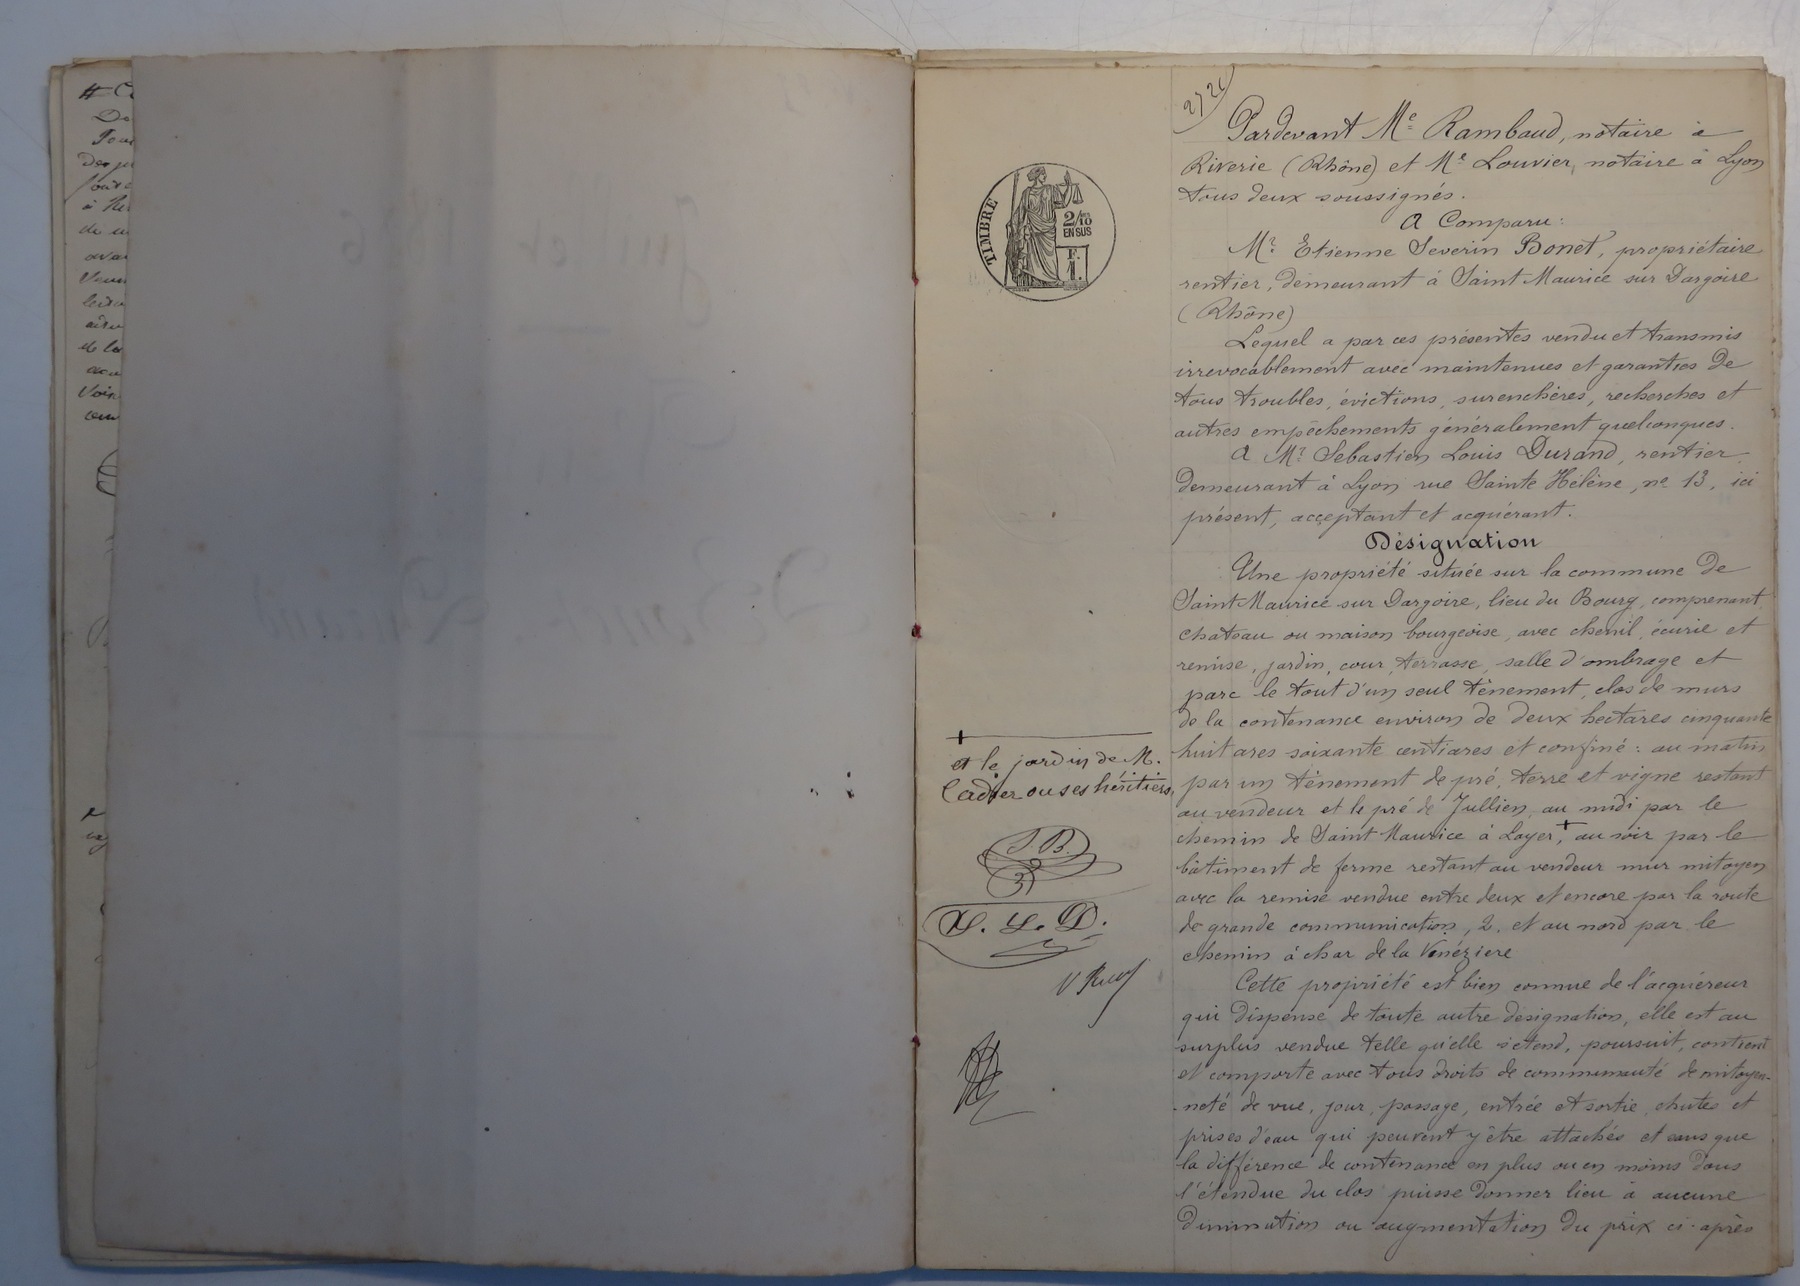 Pardevant Me Rambaud, notaire à
Riverie (Rhône) et Me Louvier, notaire à Lyon
tous deux soussignés.
A Comparu:
Mr Etienne Severin Bonet, propriétaire
rentier, demeurant à Saint Maurice sur Dargoire
(Rhône)
Lequel a par ces présentes vendu et transmis
irrevocablement avec maintenues et garanties de
tous troubles, évictions, surenchères, recherches et
autres empêchements généralement quelconques.
A Mr Sebastien Louis Durand, rentier,
demeurant à Lyon rue Sainte Hélène, no 13, ici
présent, acceptant et acquérant.
Désignation
Une propriété située sur la commune de
Saint Maurice sur Dargoire, lieu du Bourg, comprenant
chateau ou maison bourgeoise, avec chenil, écurie et
remise, jardin, cour, terrasse, salle d'ombrage et
parc le tout d'un seul tènement, clos de murs
de la contenance environ de deux hectares cinquante
huit ares soixante centiares et confiné: au matin
par un tènement de pré, terre et vigne restant
au vendeur et le pré de Jullien, au midi par le
chemin de Saint Maurice à Layer, + au soir par le
bâtiment de ferme restant au vendeur mur mitoyen
avec la remise vendue entre deux et encore par la route
de grande communication, 2. et au nord par le
chemin à char de la Venéziere
Cette propriété est bien connue de l'acquéreur
qui dispense de toute autre désignation, elle est au
surplus vendue telle qu'elle s'etend, poursuit, contient
et comporte avec tous droits de communauté de mitoyen-
-neté de vue, jour, passage, entrée et sortie, chutes et
prises d'eau qui peuvent y être attachés et sans que
la différence de contenance en plus ou en moins dans
l'étendue du clos puisse donner lieu à aucune
diminution ou augmentation du prix ci-après
TIMBRE
2/10 EN SUS
F. 1.
+
et le jardin de M.
Cadier ou ses héritiers
S B
S. L. D.